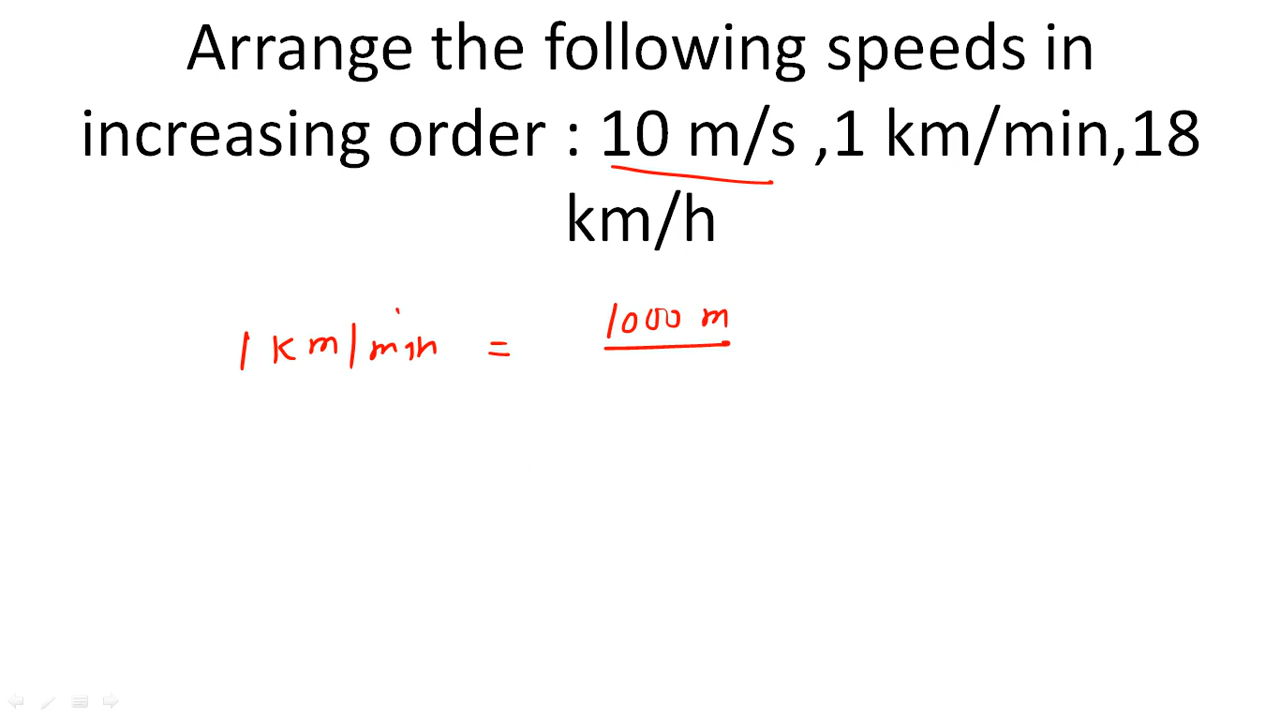 Arrange the following speeds in
increasing order : 10 m/s ,1 km/min,18
km/h
1 km/min = 1000 m